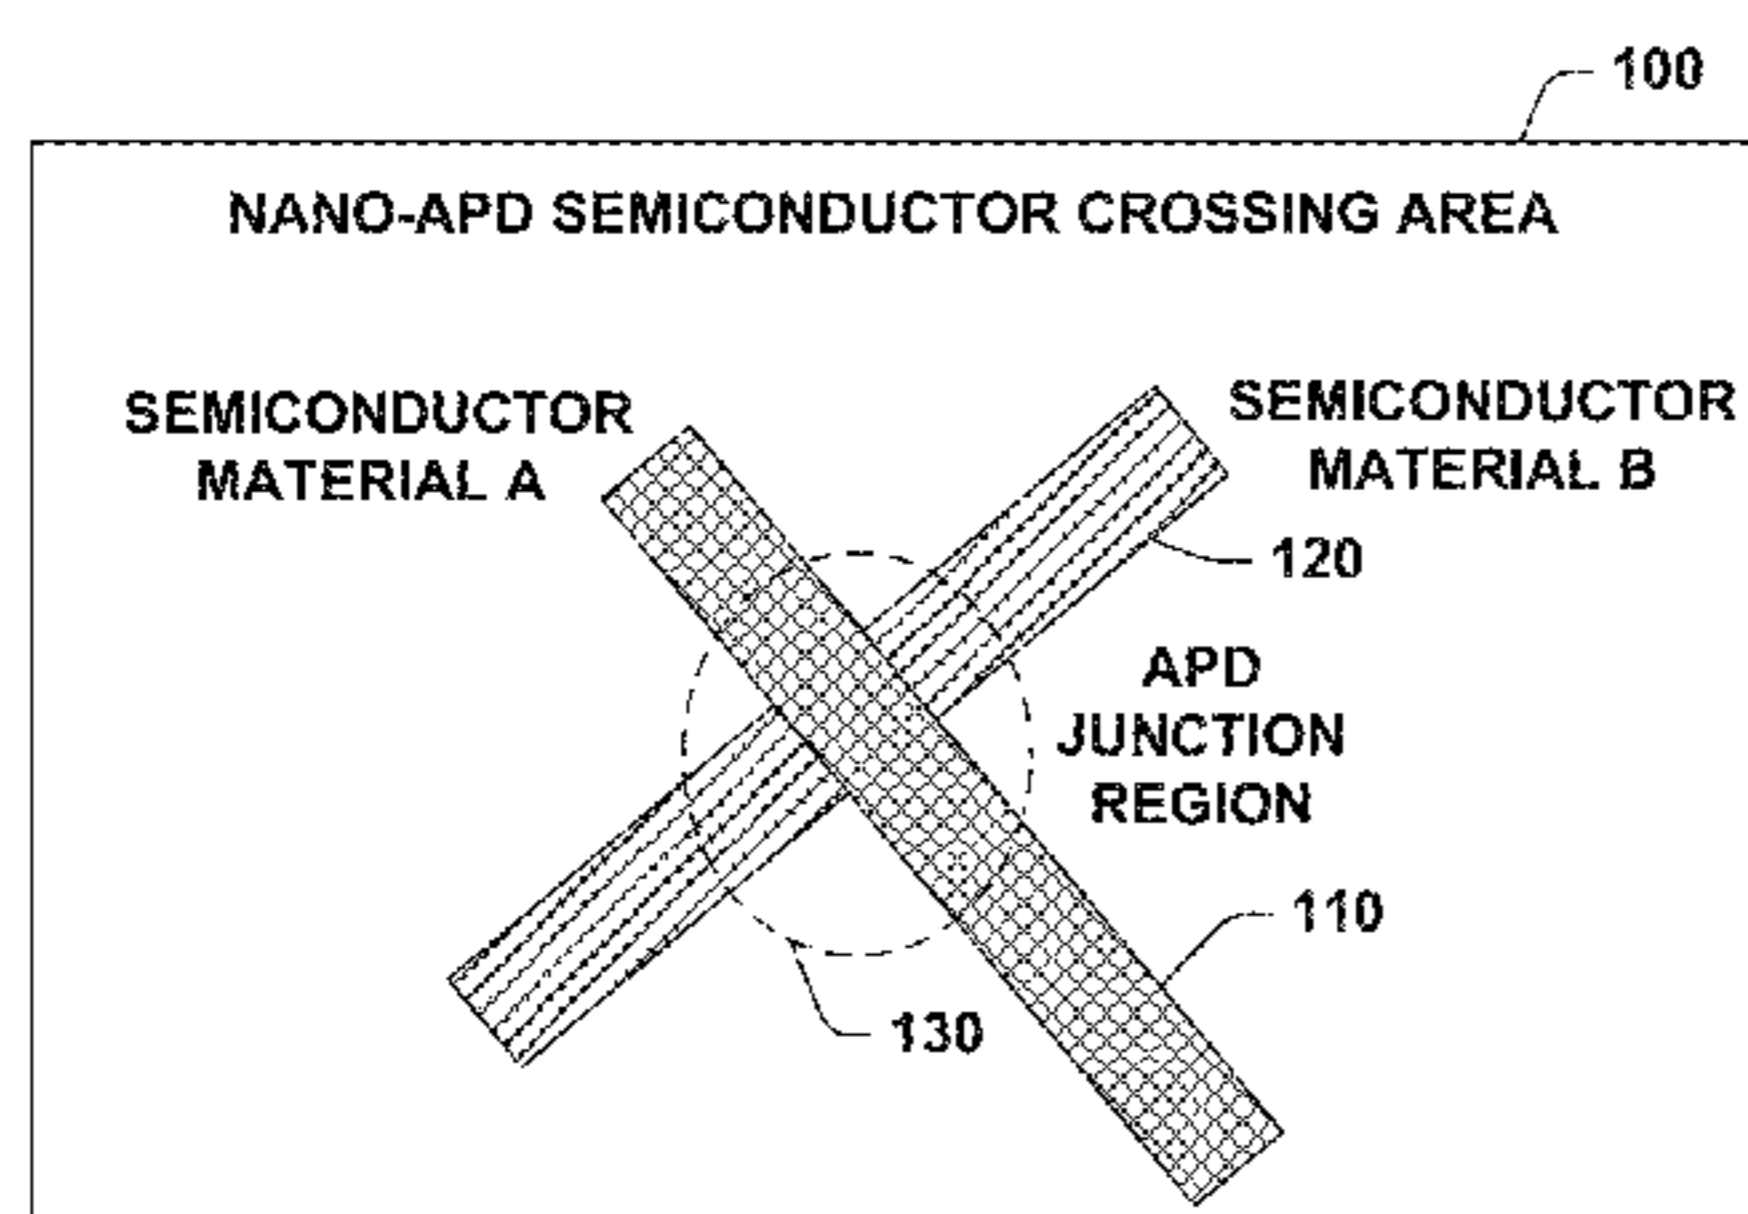 100
NANO-APD SEMICONDUCTOR CROSSING AREA
SEMICONDUCTOR
MATERIAL A
SEMICONDUCTOR
MATERIAL B
120
APD
JUNCTION
REGION
110
130